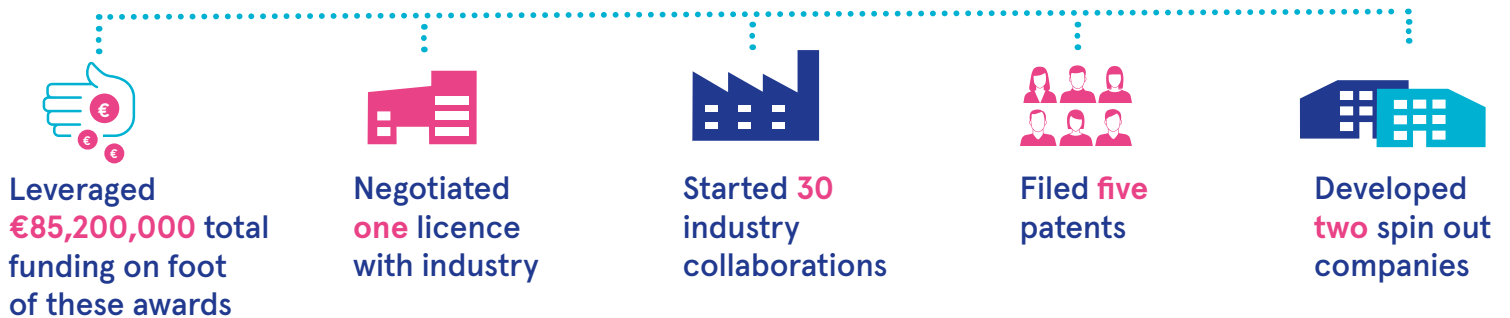 €
€
€
Leveraged
€85,200,000 total
funding on foot
of these awards
Negotiated
one licence
with industry
Started 30
industry
collaborations
Filed five
patents
Developed
two spin out
companies